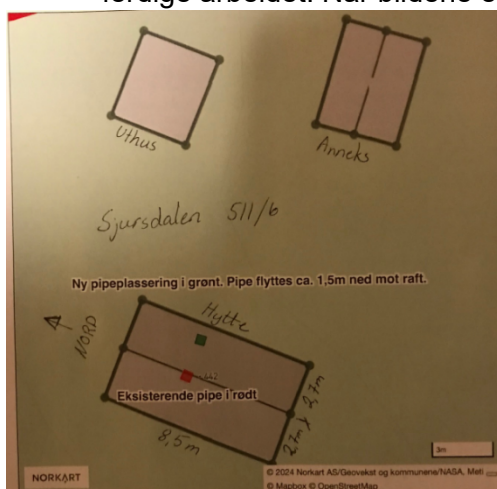 Uthus
Anneks
Sjursdalen 511/6
Ny pipeplassering i grønt. Pipe flyttes ca. 1,5m ned mot raft.
NORD
Hytte
Eksisterende pipe i rødt
8,5m
2,7m x 2,7m
3m
NORKART
© 2024 Norkart AS/Geovekst og kommunene/NASA, Meti
© Mapbox © OpenStreetMap